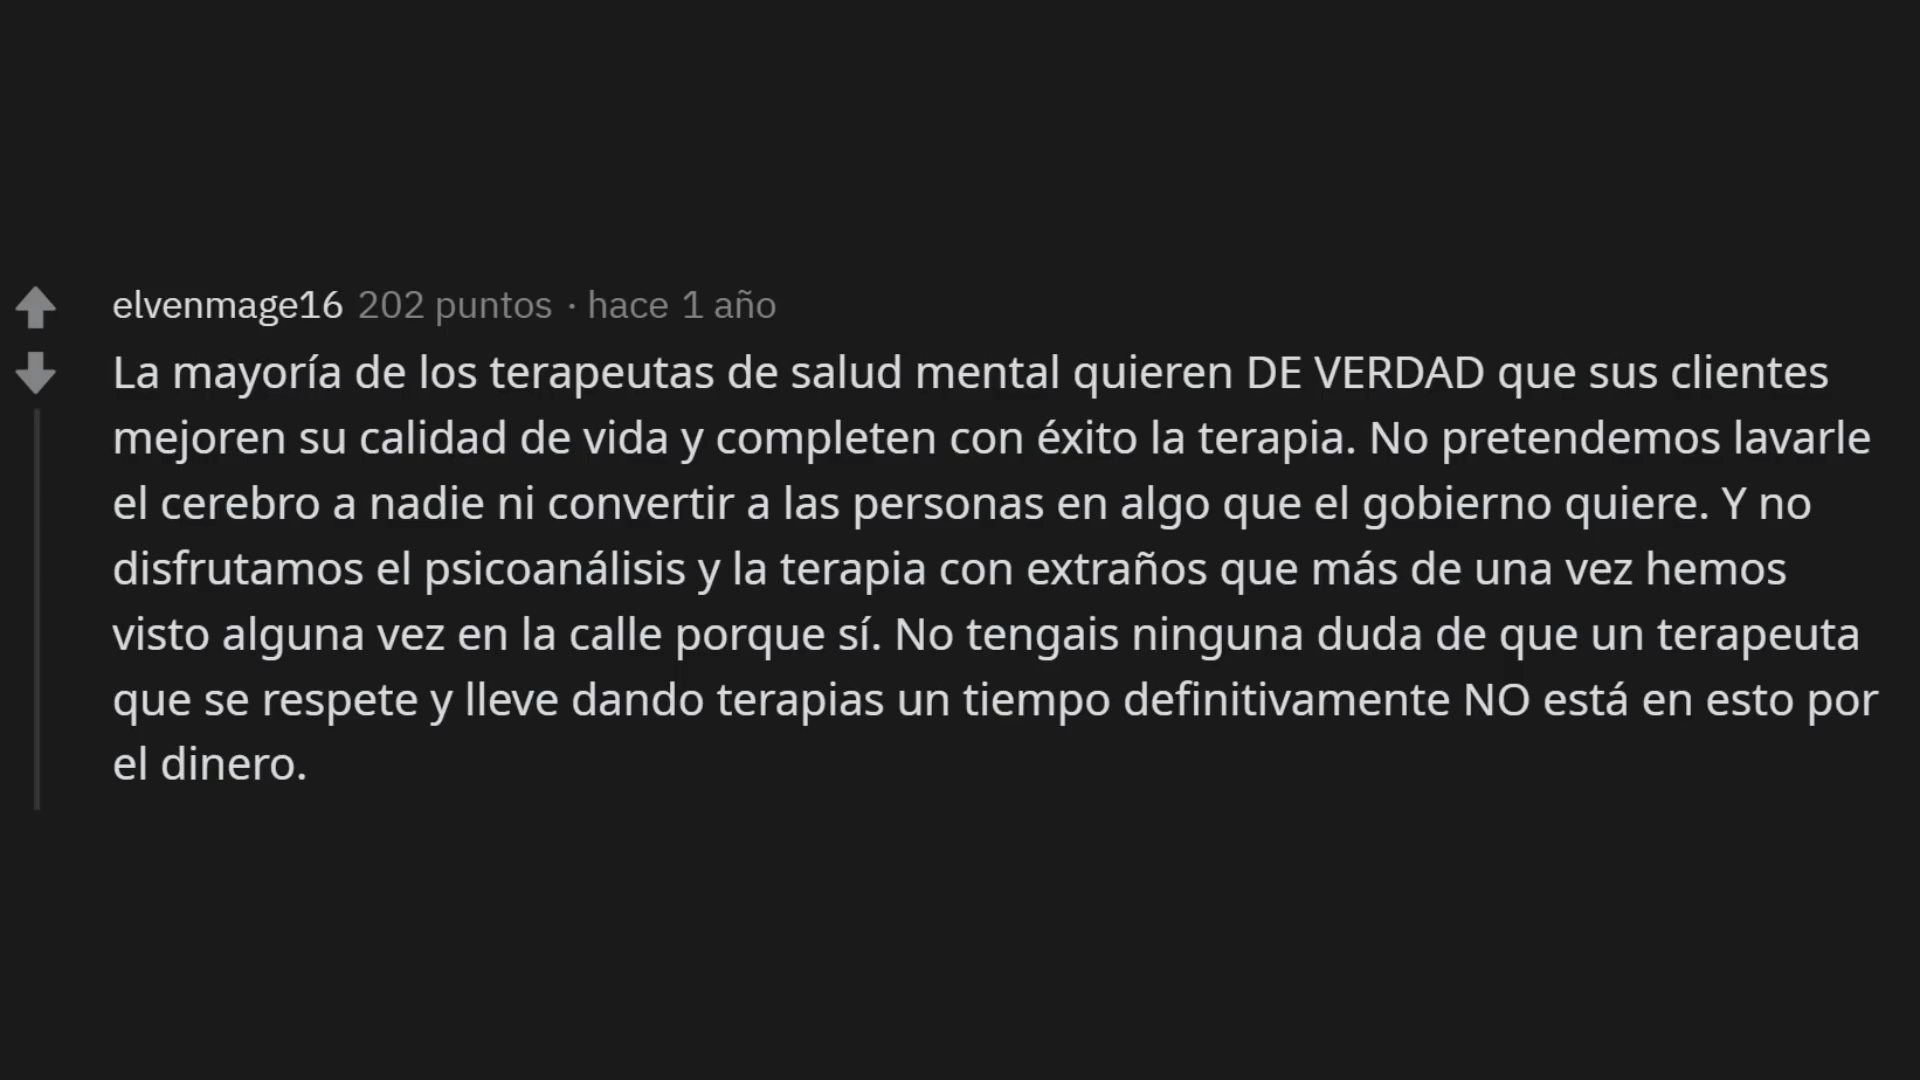 elvenmage16 202 puntos · hace 1 año
La mayoría de los terapeutas de salud mental quieren DE VERDAD que sus clientes
mejoren su calidad de vida y completen con éxito la terapia. No pretendemos lavarle
el cerebro a nadie ni convertir a las personas en algo que el gobierno quiere. Y no
disfrutamos el psicoanálisis y la terapia con extraños que más de una vez hemos
visto alguna vez en la calle porque sí. No tengais ninguna duda de que un terapeuta
que se respete y lleve dando terapias un tiempo definitivamente NO está en esto por
el dinero.